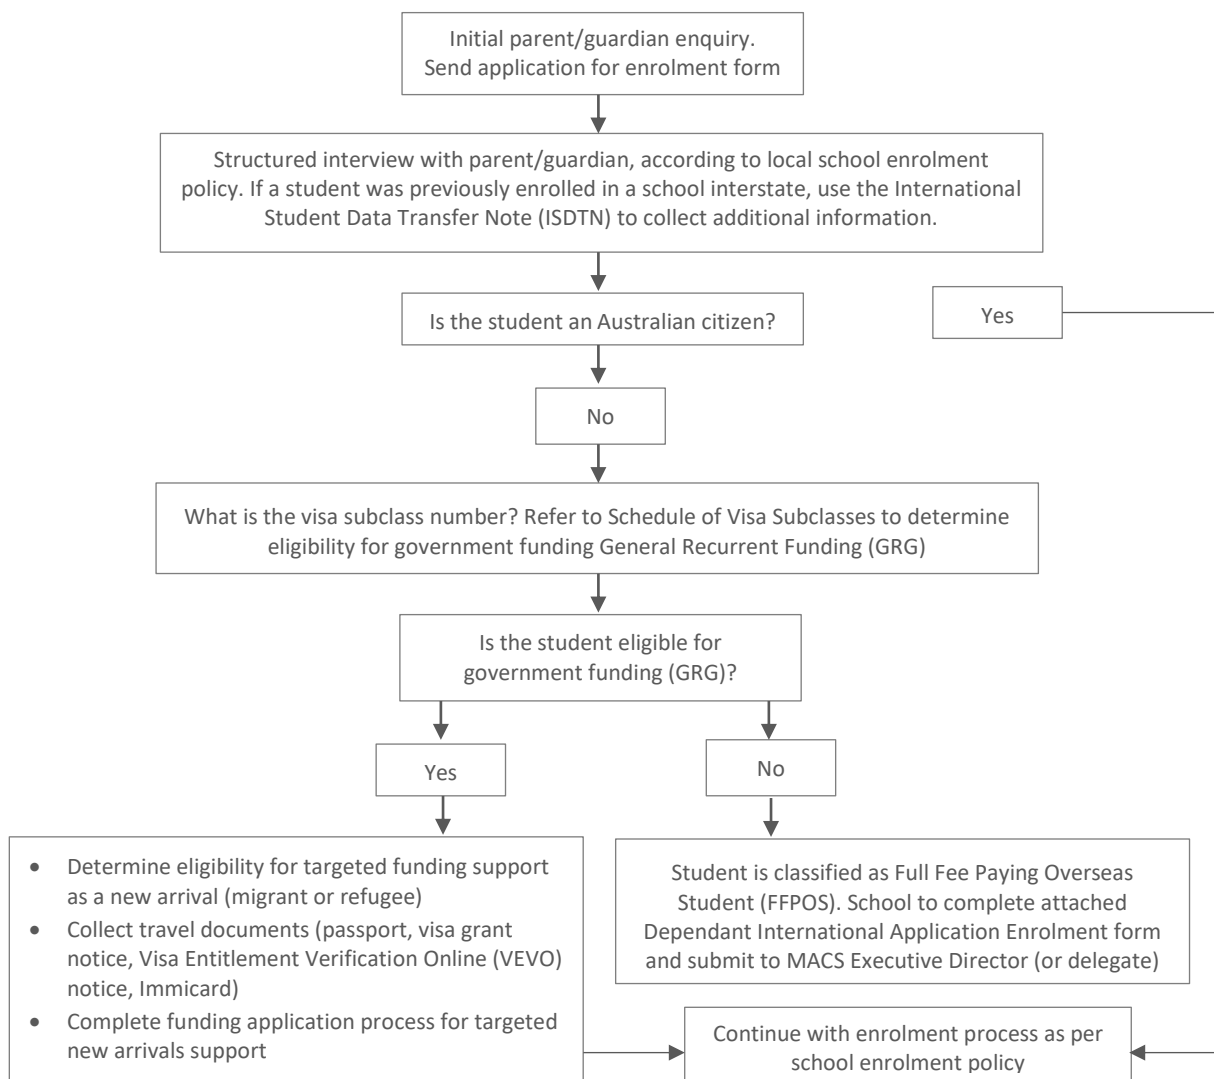 Initial parent/guardian enquiry.
Send application for enrolment form
Structured interview with parent/guardian, according to local school enrolment
policy. If a student was previously enrolled in a school interstate, use the International
Student Data Transfer Note (ISDTN) to collect additional information.
Is the student an Australian citizen?
Yes
No
What is the visa subclass number? Refer to Schedule of Visa Subclasses to determine
eligibility for government funding General Recurrent Funding (GRG)
Is the student eligible for
government funding (GRG)?
Yes
No
• Determine eligibility for targeted funding support
as a new arrival (migrant or refugee)
• Collect travel documents (passport, visa grant
notice, Visa Entitlement Verification Online (VEVO)
notice, Immicard)
• Complete funding application process for targeted
new arrivals support
Student is classified as Full Fee Paying Overseas
Student (FFPOS). School to complete attached
Dependant International Application Enrolment form
and submit to MACS Executive Director (or delegate)
Continue with enrolment process as per
school enrolment policy